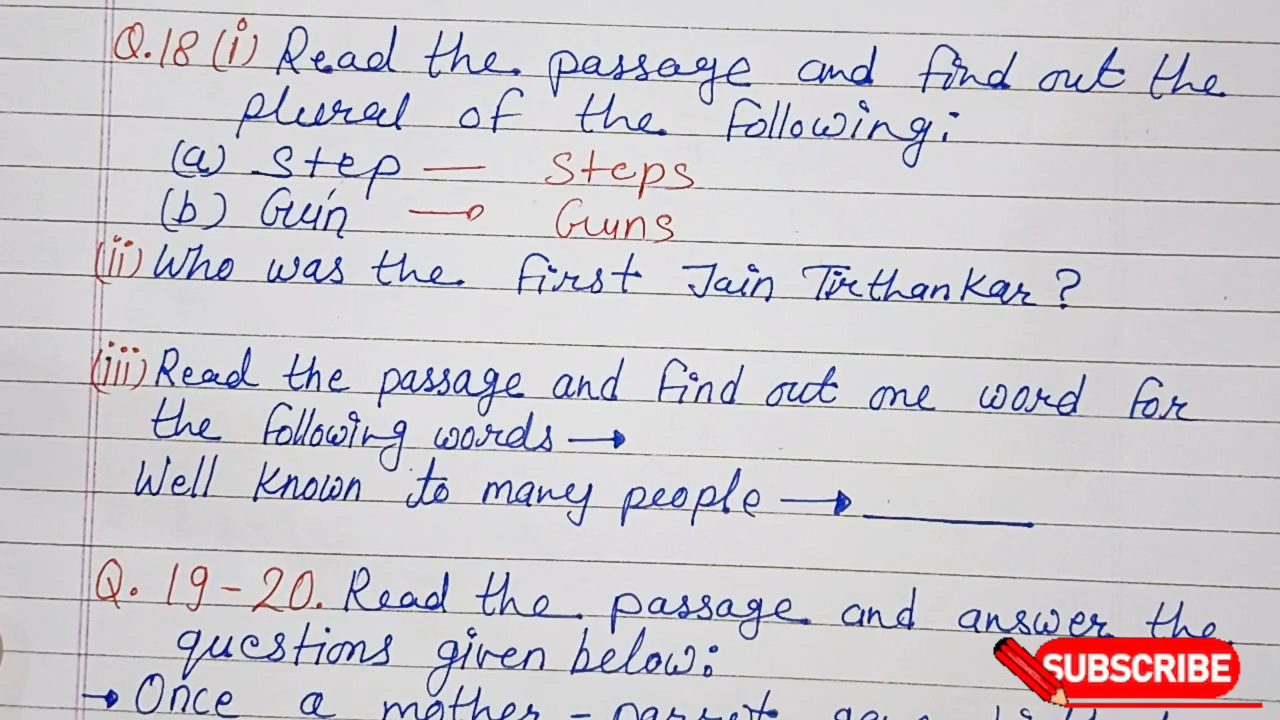 Q.18 (i) Read the passage and find out the
plural of the following:
(a) Step — Steps
(b) Gun → Guns
(ii) Who was the first Jain Tirthankar?
(iii) Read the passage and find out one word for
the following words →
Well known to many people → ______
Q. 19-20. Read the passage and answer the
questions given below:
SUBSCRIBE
→ Once a mother - parrot